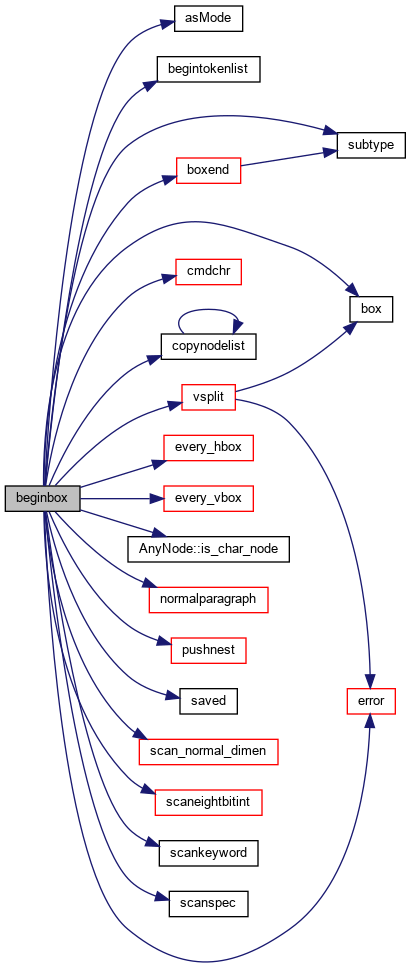 asMode
begintokenlist
subtype
boxend
cmdchr
box
copynodelist
vsplit
every_hbox
beginbox
every_vbox
AnyNode::is_char_node
normalparagraph
pushnest
saved
error
scan_normal_dimen
scaneightbitint
scankeyword
scanspec